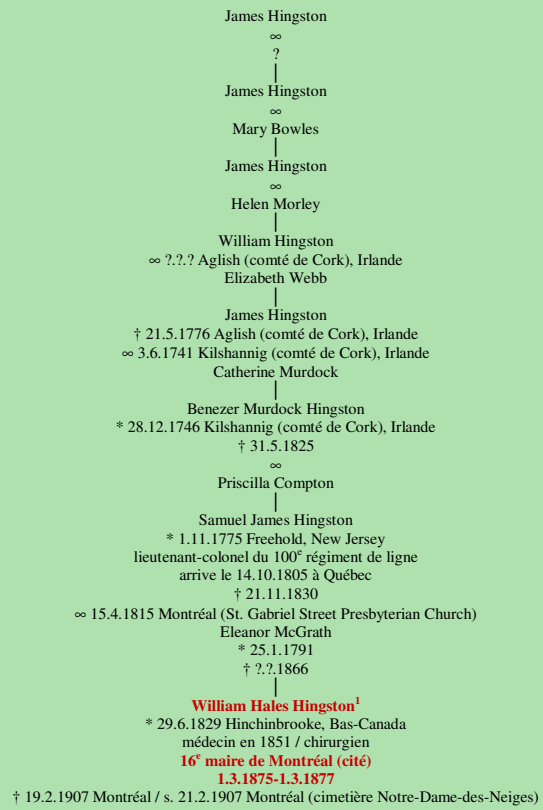 James Hingston
∞
?
James Hingston
∞
Mary Bowles
James Hingston
∞
Helen Morley
William Hingston
∞ ?.?.? Aglish (comté de Cork), Irlande
Elizabeth Webb
James Hingston
† 21.5.1776 Aglish (comté de Cork), Irlande
∞ 3.6.1741 Kilshannig (comté de Cork), Irlande
Catherine Murdock
Benezer Murdock Hingston
* 28.12.1746 Kilshannig (comté de Cork), Irlande
† 31.5.1825
∞
Priscilla Compton
Samuel James Hingston
* 1.11.1775 Freehold, New Jersey
lieutenant-colonel du 100e régiment de ligne
arrive le 14.10.1805 à Québec
† 21.11.1830
∞ 15.4.1815 Montréal (St. Gabriel Street Presbyterian Church)
Eleanor McGrath
* 25.1.1791
† ?.?.1866
William Hales Hingston1
* 29.6.1829 Hinchinbrooke, Bas-Canada
médecin en 1851 / chirurgien
16e maire de Montréal (cité)
1.3.1875-1.3.1877
† 19.2.1907 Montréal / s. 21.2.1907 Montréal (cimetière Notre-Dame-des-Neiges)